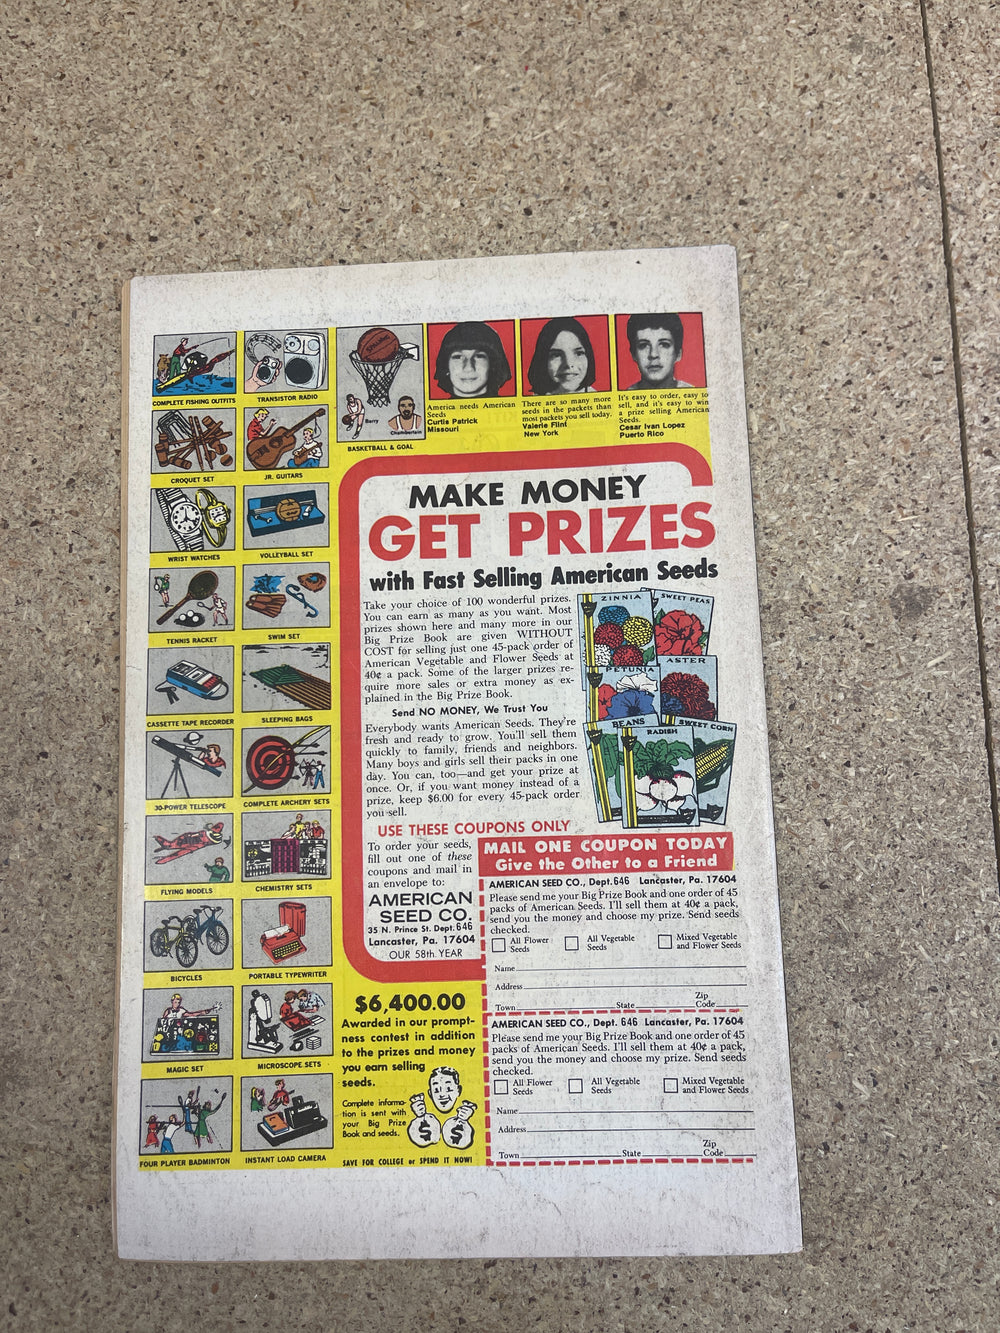 COMPLETE FISHING OUTFITS
TRANSISTOR RADIO
SPALDING
Barry
Chamberlain
BASKETBALL & GOAL
America needs American
Seeds
Curtis Patrick
Missouri
There are so many more
seeds in the packets than
most packets you sell today.
Valerie Flint
New York
It's easy to order, easy to
sell, and it's easy to win
a prize selling American
Seeds.
Cesar Ivan Lopez
Puerto Rico
CROQUET SET
JR. GUITARS
WRIST WATCHES
VOLLEYBALL SET
TENNIS RACKET
SWIM SET
CASSETTE TAPE RECORDER
SLEEPING BAGS
30-POWER TELESCOPE
COMPLETE ARCHERY SETS
FLYING MODELS
CHEMISTRY SETS
BICYCLES
PORTABLE TYPEWRITER
MAGIC SET
MICROSCOPE SETS
FOUR PLAYER BADMINTON
INSTANT LOAD CAMERA
MAKE MONEY
GET PRIZES
with Fast Selling American Seeds
Take your choice of 100 wonderful prizes.
You can earn as many as you want. Most
prizes shown here and many more in our
Big Prize Book are given WITHOUT
COST for selling just one 45-pack order of
American Vegetable and Flower Seeds at
40¢ a pack. Some of the larger prizes re-
quire more sales or extra money as ex-
plained in the Big Prize Book.
Send NO MONEY, We Trust You
Everybody wants American Seeds. They're
fresh and ready to grow. You'll sell them
quickly to family, friends and neighbors.
Many boys and girls sell their packs in one
day. You can, too—and get your prize at
once. Or, if you want money instead of a
prize, keep $6.00 for every 45-pack order
you sell.
ZINNIA
SWEET PEAS
PETUNIA
ASTER
BEANS
RADISH
SWEET CORN
USE THESE COUPONS ONLY
To order your seeds,
fill out one of these
coupons and mail in
an envelope to:
AMERICAN
SEED CO.
35 N. Prince St. Dept. 646
Lancaster, Pa. 17604
OUR 58th. YEAR
MAIL ONE COUPON TODAY
Give the Other to a Friend
AMERICAN SEED CO., Dept. 646 Lancaster, Pa. 17604
Please send me your Big Prize Book and one order of 45
packs of American Seeds. I'll sell them at 40¢ a pack,
send you the money and choose my prize. Send seeds
checked.
All Flower
Seeds
All Vegetable
Seeds
Mixed Vegetable
and Flower Seeds
Name
Address
Town State Zip Code
$6,400.00
Awarded in our prompt-
ness contest in addition
to the prizes and money
you earn selling
seeds.
Complete informa-
tion is sent with
your Big Prize
Book and seeds.
$ $
SAVE FOR COLLEGE or SPEND IT NOW!
AMERICAN SEED CO., Dept. 646 Lancaster, Pa. 17604
Please send me your Big Prize Book and one order of 45
packs of American Seeds. I'll sell them at 40¢ a pack,
send you the money and choose my prize. Send seeds
checked.
All Flower
Seeds
All Vegetable
Seeds
Mixed Vegetable
and Flower Seeds
Name
Address
Town State Zip Code